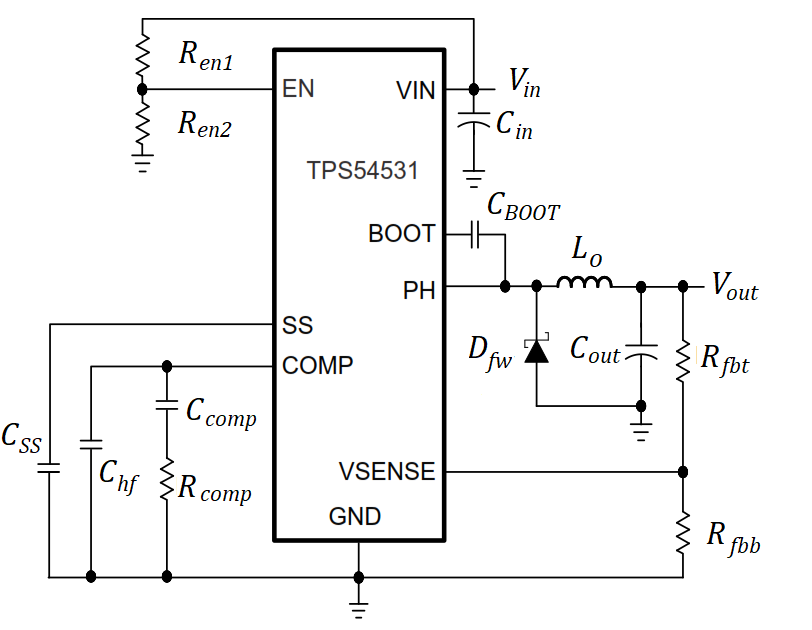 R_en1
V_in
EN
VIN
R_en2
C_in
TPS54531
C_BOOT
BOOT
L_o
PH
V_out
SS
D_fw
C_out
R_fbt
COMP
C_comp
C_SS
C_hf
R_comp
VSENSE
GND
R_fbb